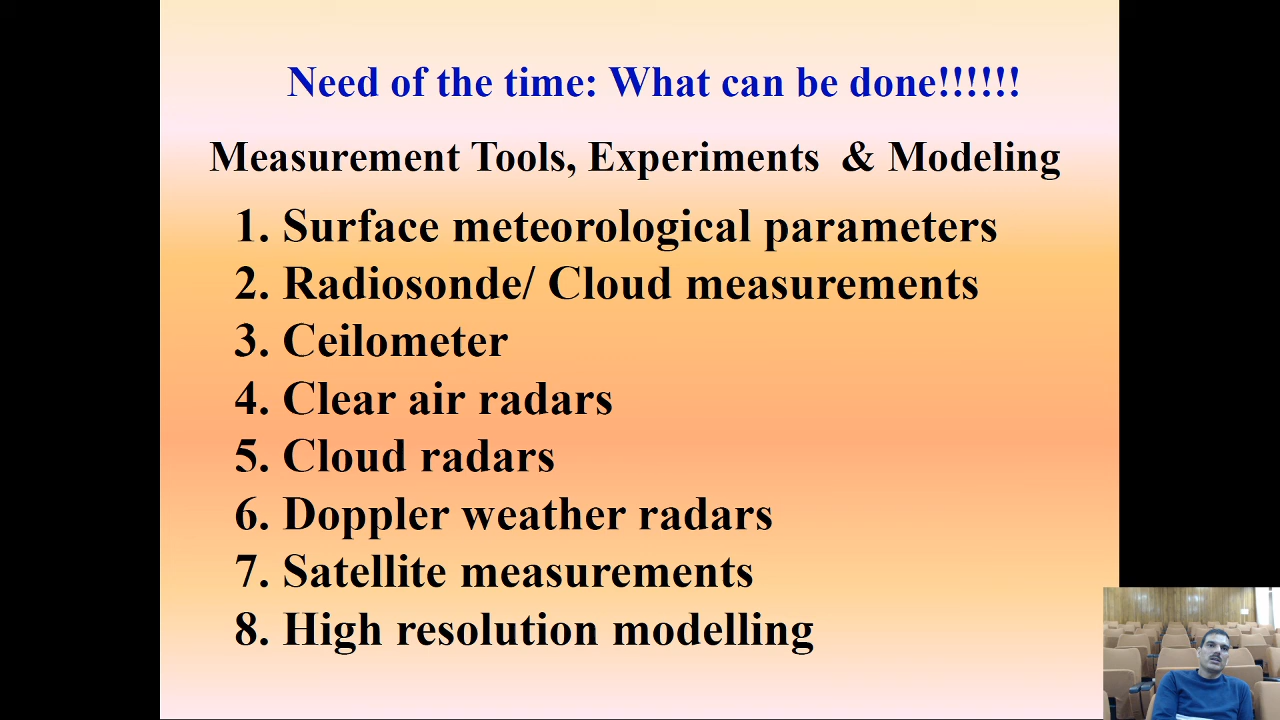 Need of the time: What can be done!!!!!!
Measurement Tools, Experiments & Modeling
1. Surface meteorological parameters
2. Radiosonde/ Cloud measurements
3. Ceilometer
4. Clear air radars
5. Cloud radars
6. Doppler weather radars
7. Satellite measurements
8. High resolution modelling